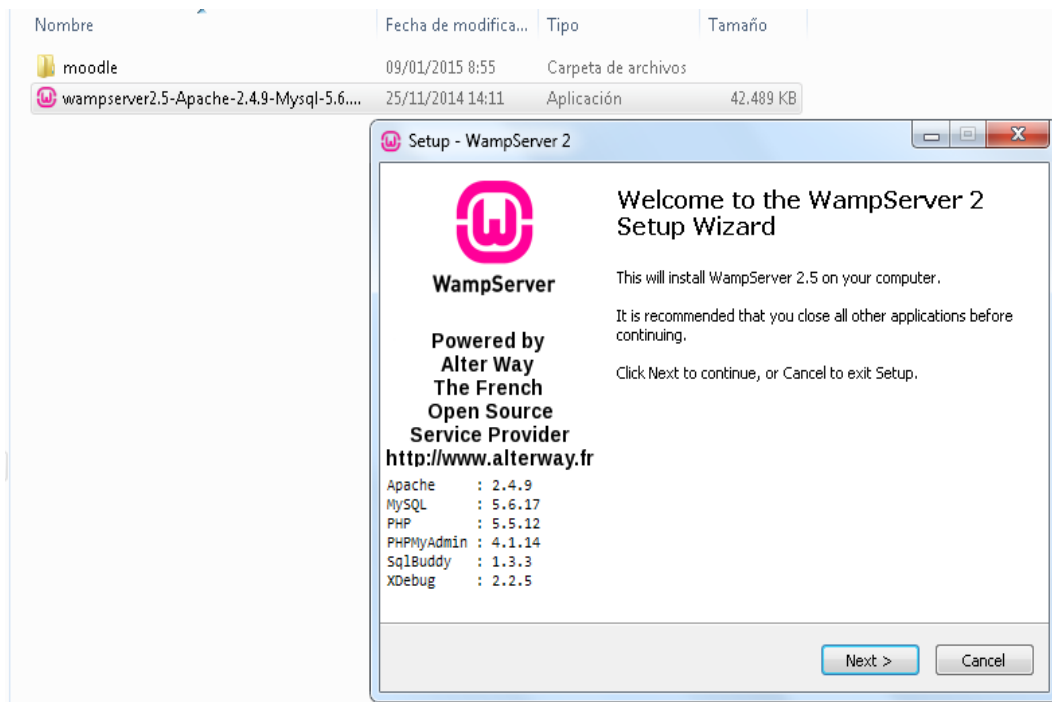 Nombre Fecha de modifica... Tipo Tamaño
moodle 09/01/2015 8:55 Carpeta de archivos
wampserver2.5-Apache-2.4.9-Mysql-5.6.... 25/11/2014 14:11 Aplicación 42.489 KB
Setup - WampServer 2
WampServer
Powered by
Alter Way
The French
Open Source
Service Provider
http://www.alterway.fr
Apache : 2.4.9
MySQL : 5.6.17
PHP : 5.5.12
PHPMyAdmin : 4.1.14
SqlBuddy : 1.3.3
XDebug : 2.2.5
Welcome to the WampServer 2
Setup Wizard
This will install WampServer 2.5 on your computer.
It is recommended that you close all other applications before
continuing.
Click Next to continue, or Cancel to exit Setup.
Next > Cancel